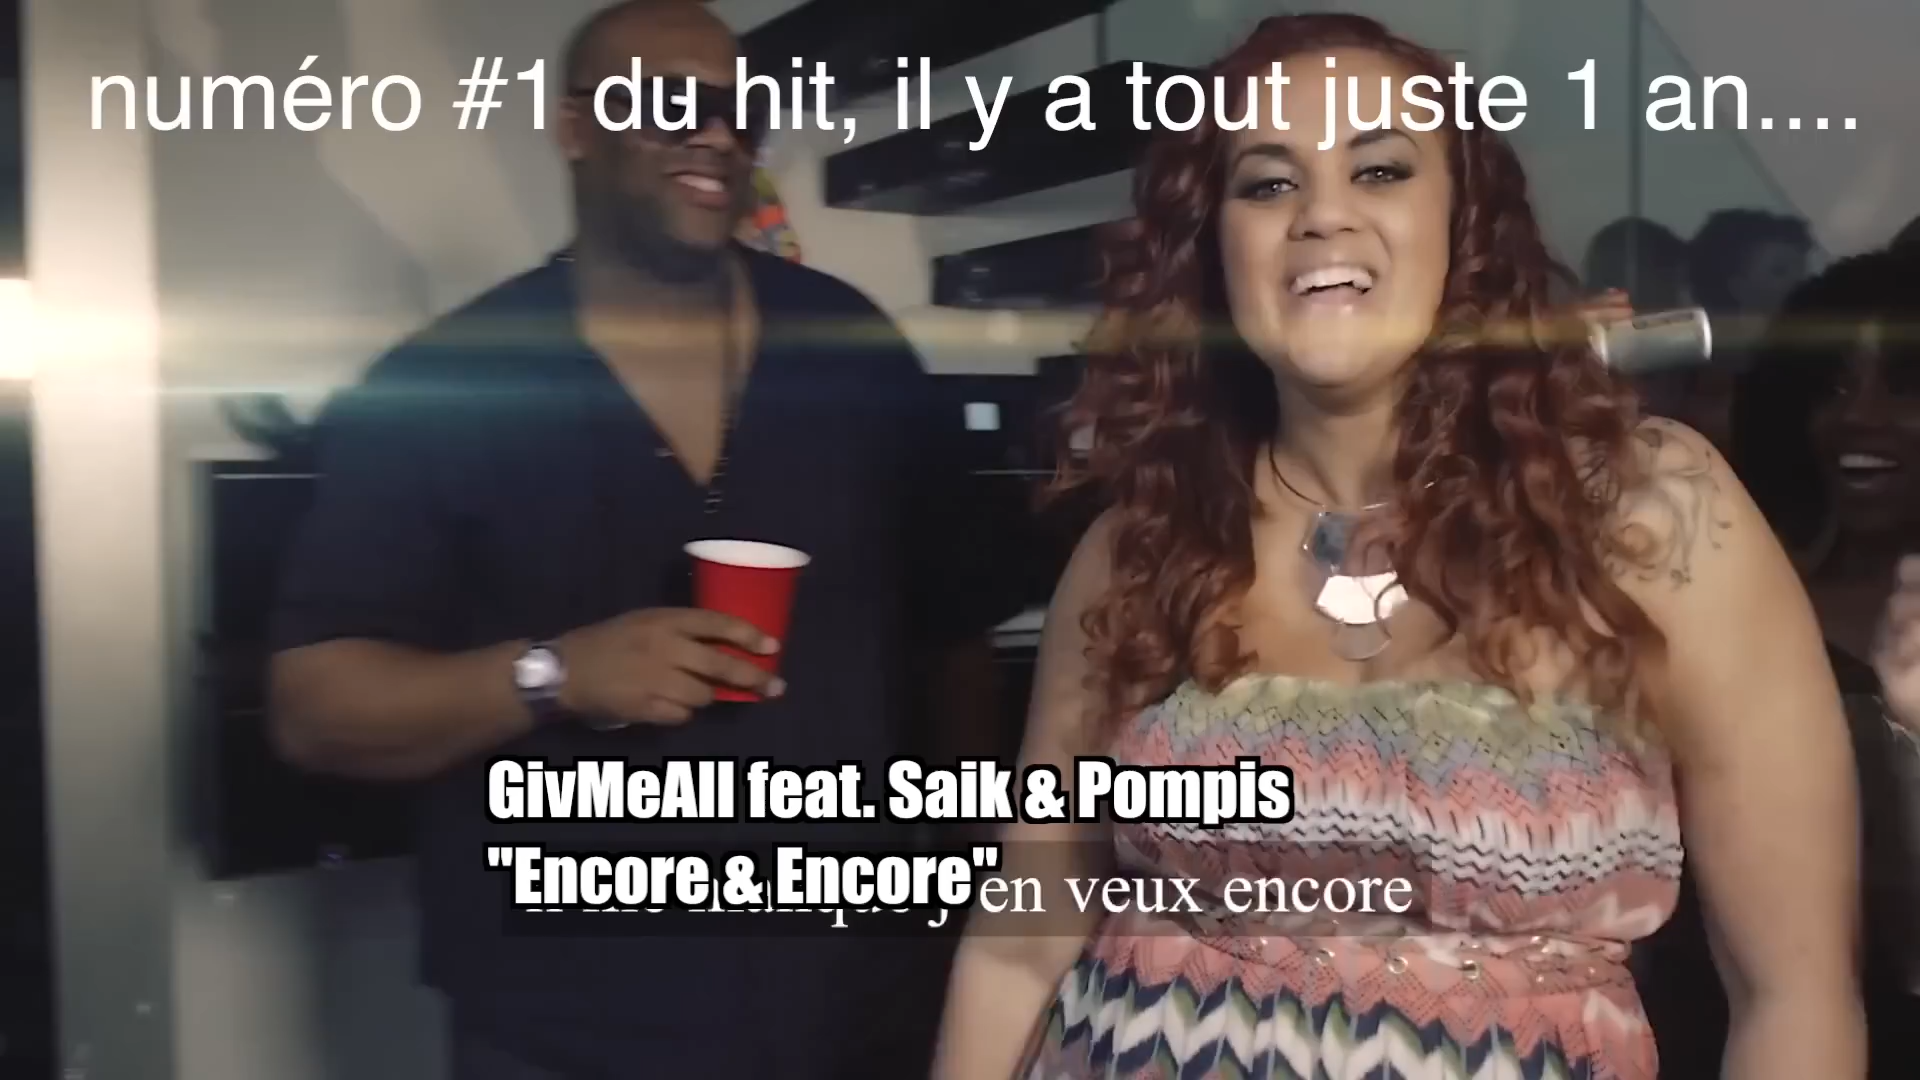 numéro #1 du hit, il y a tout juste 1 an....
GivMeAll feat. Saik & Pompis
"Encore & Encore"
en veux encore